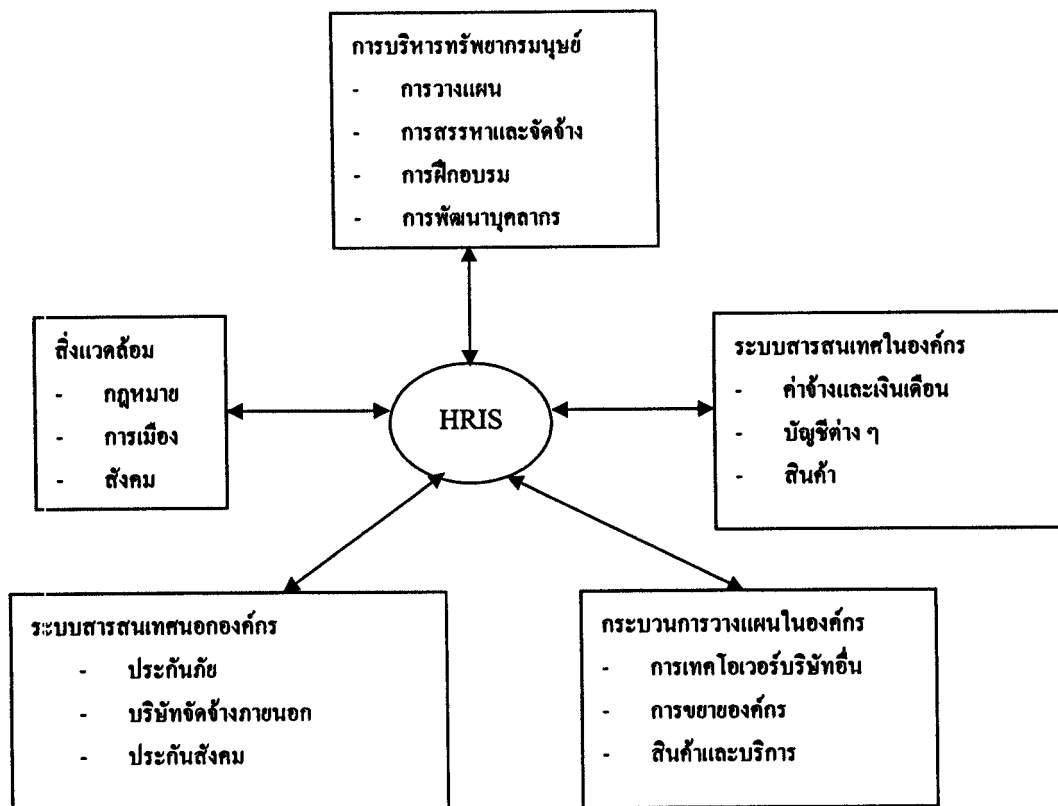 การบริหารทรัพยากรมนุษย์
- การวางแผน
- การสรรหาและจัดจ้าง
- การฝึกอบรม
- การพัฒนาบุคลากร
สิ่งแวดล้อม
- กฎหมาย
- การเมือง
- สังคม
HRIS
ระบบสารสนเทศในองค์กร
- ค่าจ้างและเงินเดือน
- บัญชีต่าง ๆ
- สินค้า
ระบบสารสนเทศนอกองค์กร
- ประกันภัย
- บริษัทจัดจ้างภายนอก
- ประกันสังคม
กระบวนการวางแผนในองค์กร
- การเทคโอเวอร์บริษัทอื่น
- การขยายองค์กร
- สินค้าและบริการ